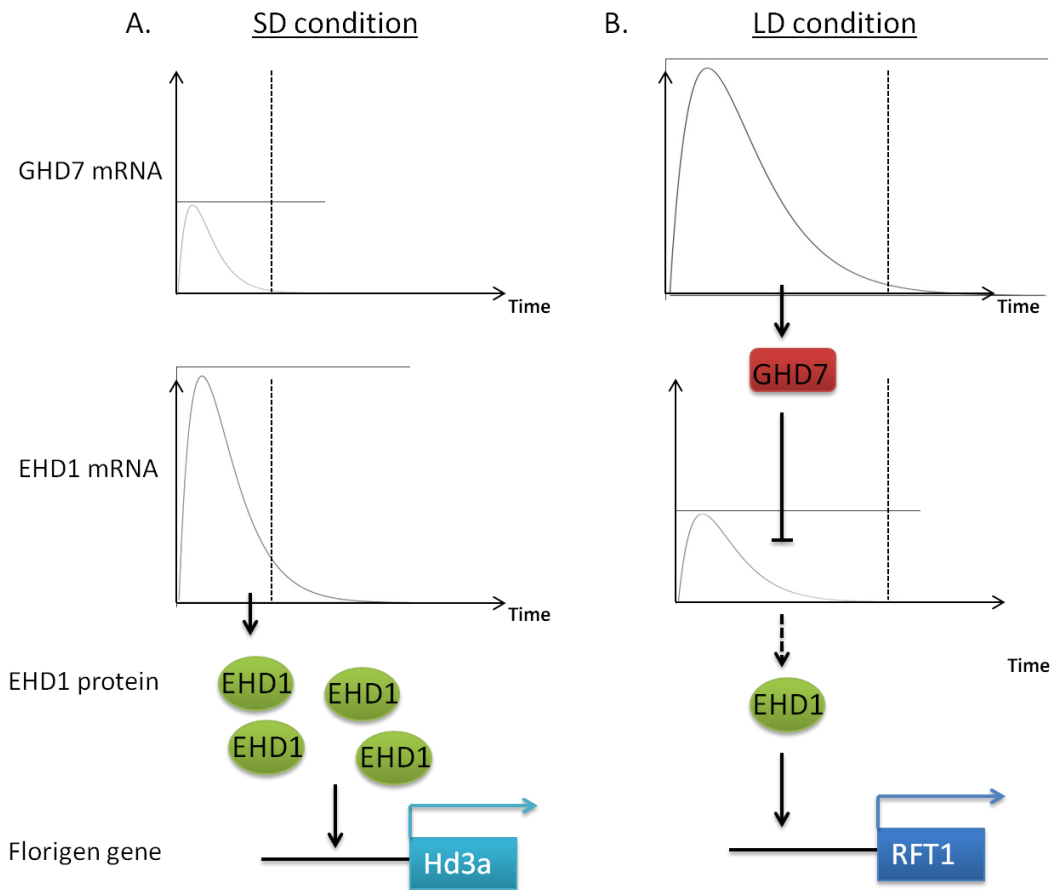 A.
SD condition
B.
LD condition
GHD7 mRNA
Time
Time
GHD7
EHD1 mRNA
Time
Time
EHD1 protein
EHD1
EHD1
EHD1
EHD1
EHD1
Florigen gene
Hd3a
RFT1